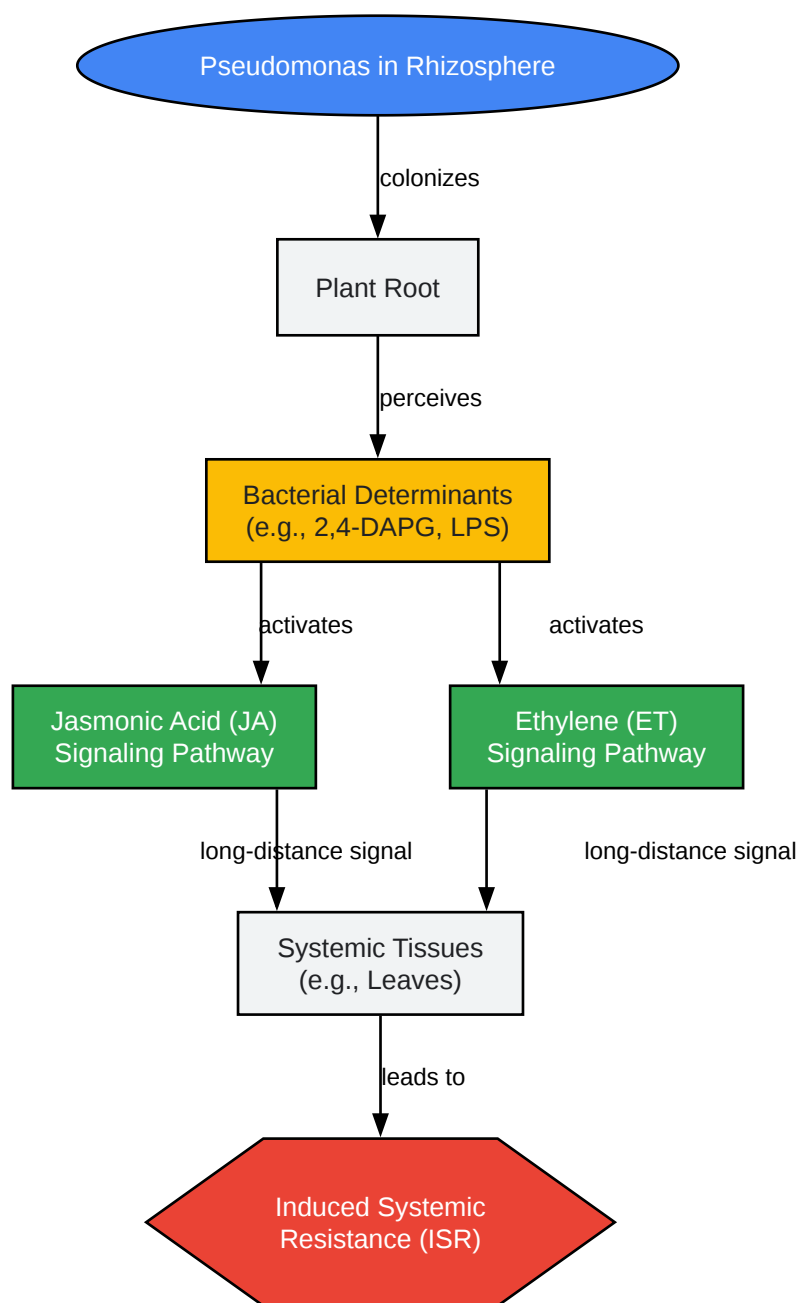 Pseudomonas in Rhizosphere
colonizes
Plant Root
perceives
Bacterial Determinants
(e.g., 2,4-DAPG, LPS)
activates
activates
Jasmonic Acid (JA)
Signaling Pathway
Ethylene (ET)
Signaling Pathway
long-distance signal
long-distance signal
Systemic Tissues
(e.g., Leaves)
leads to
Induced Systemic
Resistance (ISR)